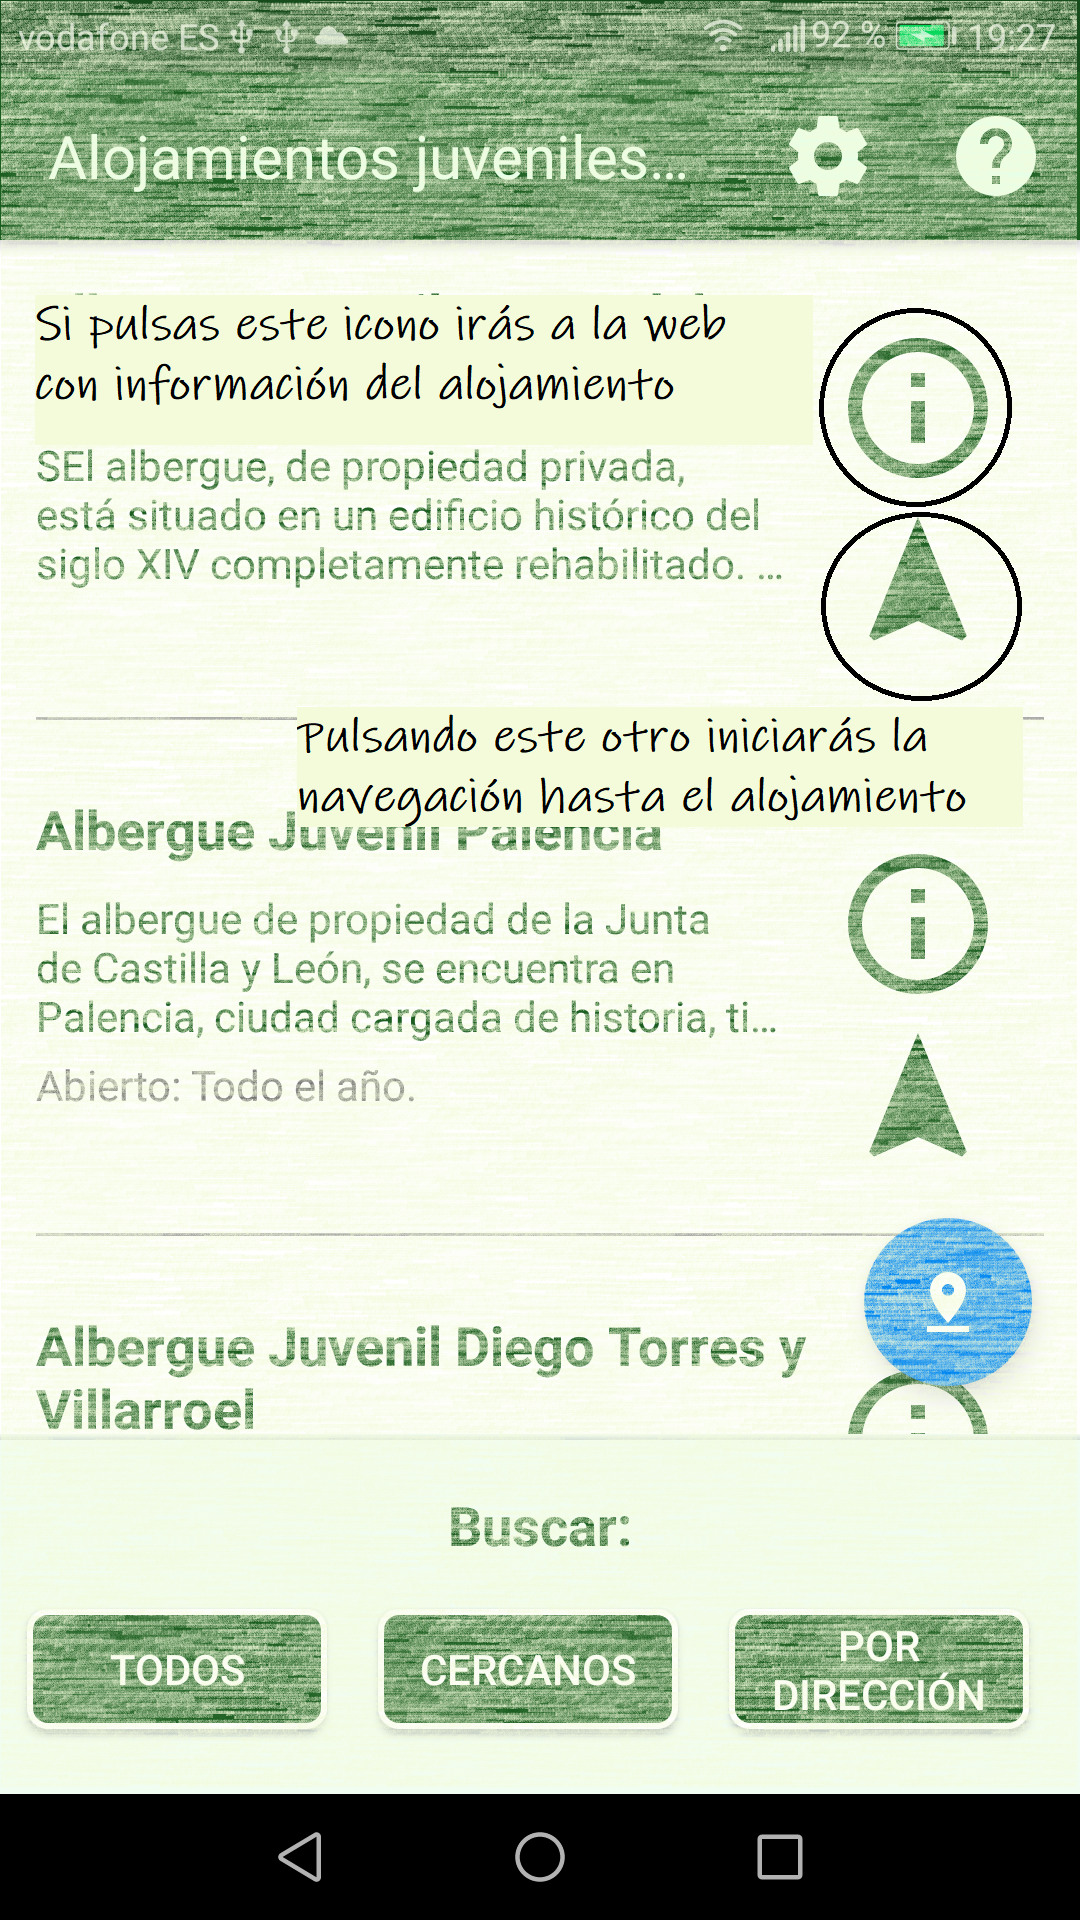 vodafone ES 92 % 19:27
Alojamientos juveniles...
Si pulsas este icono irás a la web
con información del alojamiento
SEl albergue, de propiedad privada,
está situado en un edificio histórico del
siglo XIV completamente rehabilitado. ...
Pulsando este otro iniciarás la
navegación hasta el alojamiento
Albergue Juvenil Palencia
El albergue de propiedad de la Junta
de Castilla y León, se encuentra en
Palencia, ciudad cargada de historia, ti...
Abierto: Todo el año.
Albergue Juvenil Diego Torres y
Villarroel
Buscar:
TODOS
CERCANOS
POR
DIRECCIÓN